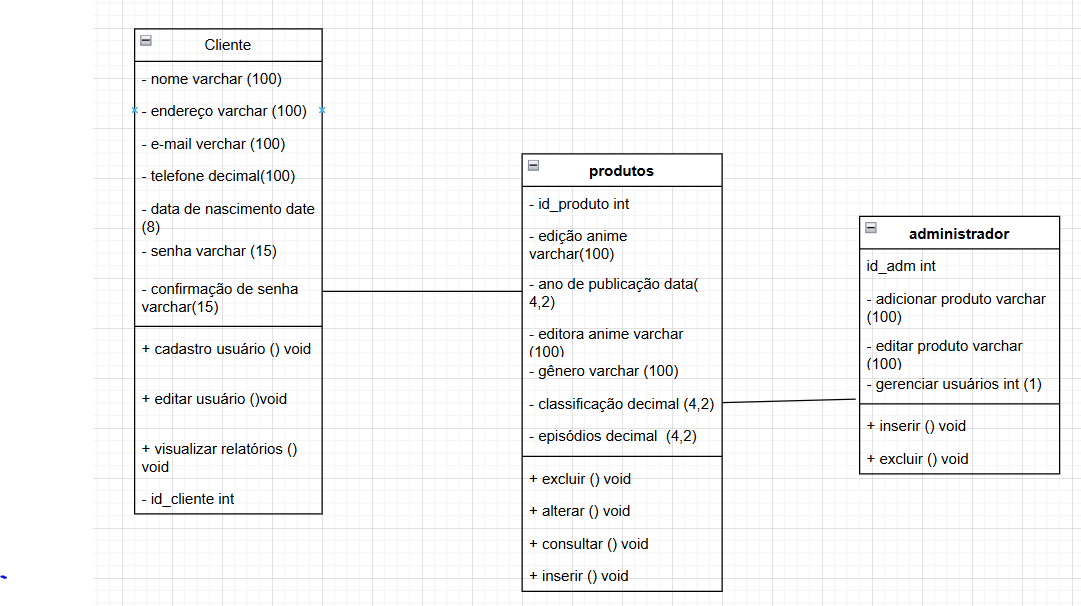 Cliente
- nome varchar (100)
- endereço varchar (100)
- e-mail verchar (100)
- telefone decimal(100)
- data de nascimento date
(8)
- senha varchar (15)
- confirmação de senha
varchar(15)
+ cadastro usuário () void
+ editar usuário ()void
+ visualizar relatórios ()
void
- id_cliente int
produtos
- id_produto int
- edição anime
varchar(100)
- ano de publicação data(
4,2)
- editora anime varchar
(100)
- gênero varchar (100)
- classificação decimal (4,2)
- episódios decimal  (4,2)
+ excluir () void
+ alterar () void
+ consultar () void
+ inserir () void
administrador
id_adm int
- adicionar produto varchar
(100)
- editar produto varchar
(100)
- gerenciar usuários int (1)
+ inserir () void
+ excluir () void